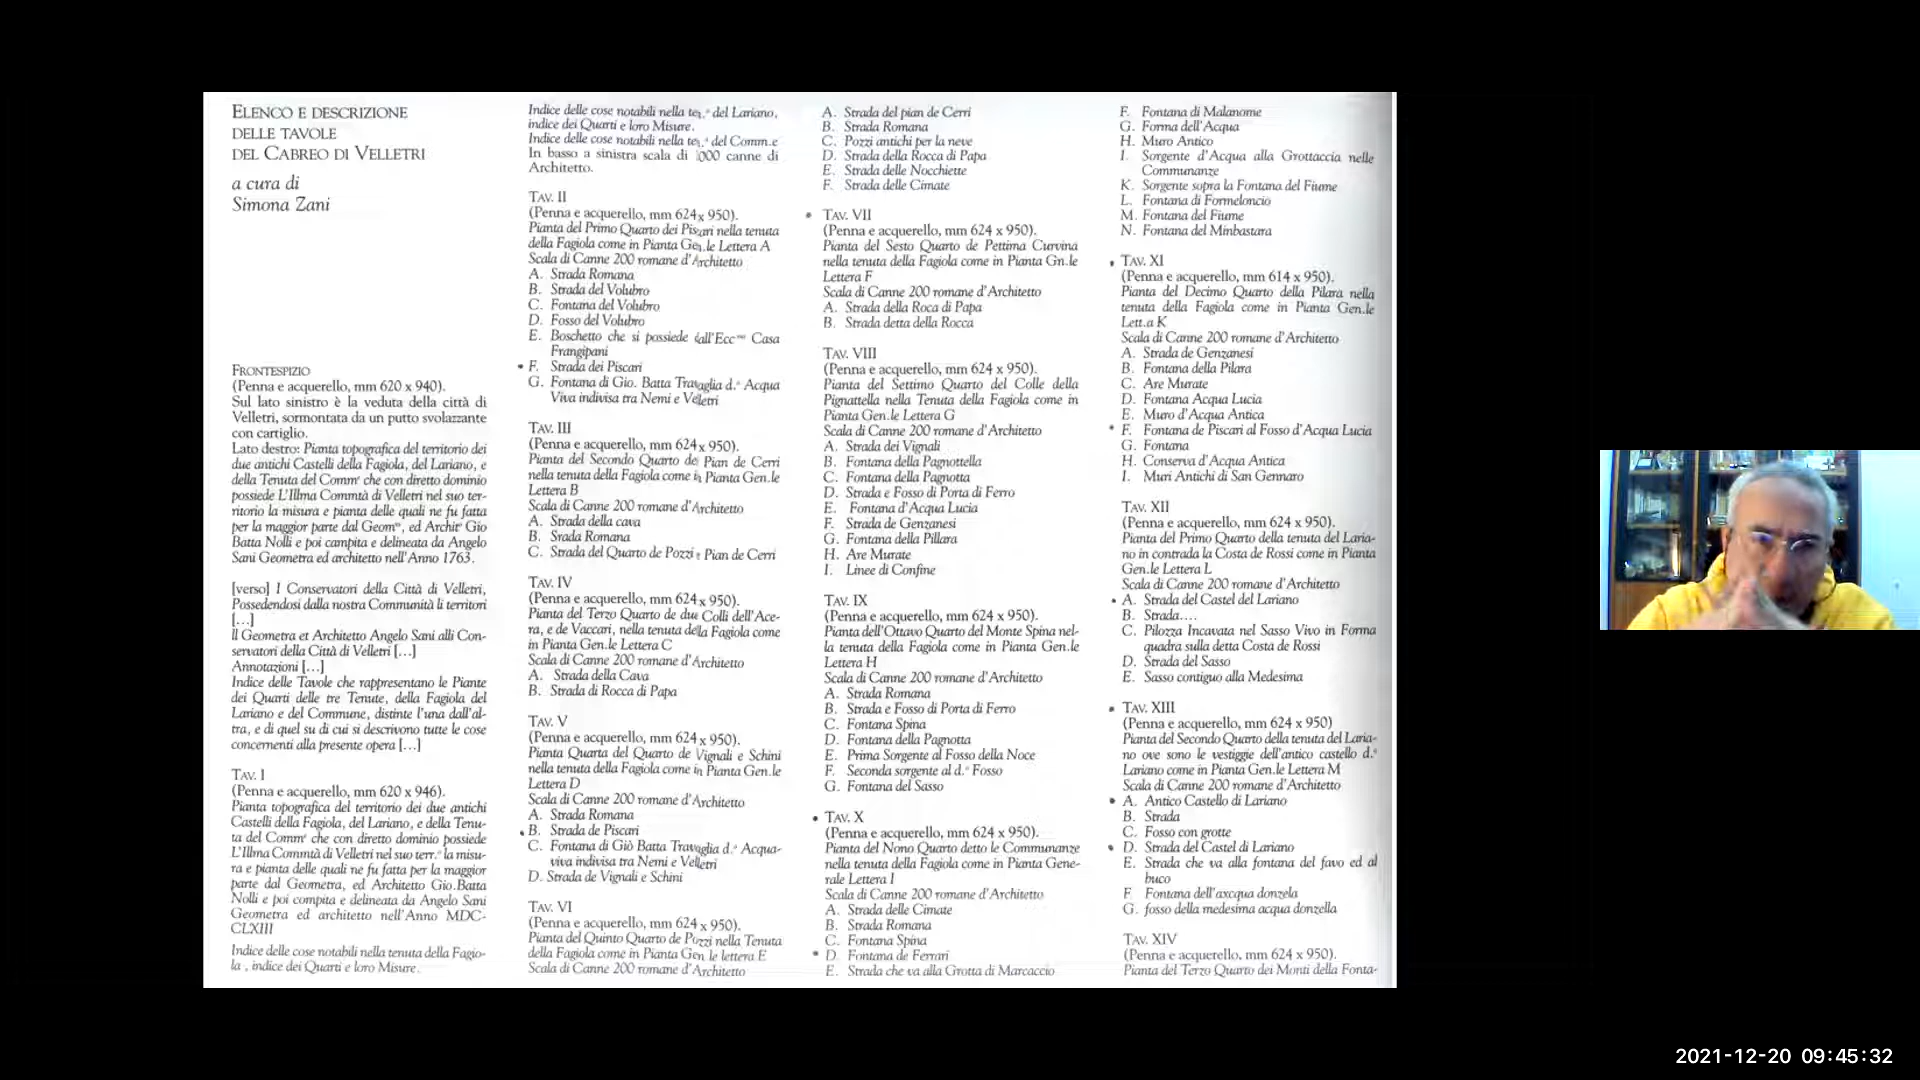 ELENCO E DESCRIZIONE
DELLE TAVOLE
DEL CABREO DI VELLETRI
a cura di
Simona Zani
FRONTESPIZIO
(Penna e acquerello, mm 620 x 940).
Sul lato sinistro è la veduta della città di
Velletri, sormontata da un putto svolazzante
con cartiglio.
Lato destro: Pianta topografica del territorio dei
due antichi Castelli della Fagiola, del Lariano, e
della Tenuta del Comm.ᵉ che con diretto dominio
possiede L'Illma Commtà di Velletri nel suo ter-
ritorio la misura e pianta delle quali ne fu fatta
per la maggior parte dal Geomᵐ, ed Archit.ᵉ Gio
Batta Nolli e poi campita e delineata da Angelo
Sani Geometra ed architetto nell'Anno 1763.
[verso] I Conservatori della Città di Velletri,
Possedendosi dalla nostra Communità li territori
[...]
Il Geometra et Architetto Angelo Sani alli Con-
servatori della Città di Velletri [...]
Annotazioni [...]
Indice delle Tavole che rappresentano le Piante
dei Quarti delle tre Tenute, della Fagiola del
Lariano e del Commune, distinte l'una dall'al-
tra, e di quel su di cui si descrivono tutte le cose
concernenti alla presente opera [...]
TAV. I
(Penna e acquerello, mm 620 x 946).
Pianta topografica del territorio dei due antichi
Castelli della Fagiola, del Lariano, e della Tenu-
ta del Comm.ᵉ che con diretto dominio possiede
L'Illma Commtà di Velletri nel suo terr.° la misu-
ra e pianta delle quali ne fu fatta per la maggior
parte dal Geometra, ed Architetto Gio.Batta
Nolli e poi compita e delineata da Angelo Sani
Geometra ed architetto nell'Anno MDC-
CLXIII
Indice delle cose notabili nella tenuta della Fagio-
la , indice dei Quarti e loro Misure.
Indice delle cose notabili nella ter.ª del Lariano,
indice dei Quarti e loro Misure.
Indice delle cose notabili nella ter.ª del Comm.e
In basso a sinistra scala di 1000 canne di
Architetto.
TAV. II
(Penna e acquerello, mm 624 x 950).
Pianta del Primo Quarto dei Piscari nella tenuta
della Fagiola come in Pianta Gen.le Lettera A
Scala di Canne 200 romane d'Architetto
A. Strada Romana
B. Strada del Volubro
C. Fontana del Volubro
D. Fosso del Volubro
E. Boschetto che si possiede dall'Eccᵐᵃ Casa
Frangipani
F. Strada dei Piscari
G. Fontana di Gio. Batta Travaglia d.ª Acqua
Viva indivisa tra Nemi e Velletri
TAV. III
(Penna e acquerello, mm 624 x 950).
Pianta del Secondo Quarto del Pian de Cerri
nella tenuta della Fagiola come in Pianta Gen.le
Lettera B
Scala di Canne 200 romane d'Architetto
A. Strada della cava
B. Srada Romana
C. Strada del Quarto de Pozzi e Pian de Cerri
TAV. IV
(Penna e acquerello, mm 624 x 950).
Pianta del Terzo Quarto de due Colli dell'Ace-
ra, e de Vaccari, nella tenuta della Fagiola come
in Pianta Gen.le Lettera C
Scala di Canne 200 romane d'Architetto
A. Strada della Cava
B. Strada di Rocca di Papa
TAV. V
(Penna e acquerello, mm 624 x 950).
Pianta Quarta del Quarto de Vignali e Schini
nella tenuta della Fagiola come in Pianta Gen.le
Lettera D
Scala di Canne 200 romane d'Architetto
A. Strada Romana
B. Strada de Piscari
C. Fontana di Giò Batta Travaglia d.ª Acqua-
viva indivisa tra Nemi e Velletri
D. Strada de Vignali e Schini
TAV. VI
(Penna e acquerello, mm 624 x 950).
Pianta del Quinto Quarto de Pozzi nella Tenuta
della Fagiola come in Pianta Gen. le lettera E
Scala di Canne 200 romane d'Architetto
A. Strada del pian de Cerri
B. Strada Romana
C. Pozzi antichi per la neve
D. Strada della Rocca di Papa
E. Strada delle Nocchiette
F. Strada delle Cimate
TAV. VII
(Penna e acquerello, mm 624 x 950).
Pianta del Sesto Quarto de Pettima Curvina
nella tenuta della Fagiola come in Pianta Gn.le
Lettera F
Scala di Canne 200 romane d'Architetto
A. Strada della Roca di Papa
B. Strada detta della Rocca
TAV. VIII
(Penna e acquerello, mm 624 x 950).
Pianta del Settimo Quarto del Colle della
Pignattella nella Tenuta della Fagiola come in
Pianta Gen.le Lettera G
Scala di Canne 200 romane d'Architetto
A. Strada dei Vignali
B. Fontana della Pagnottella
C. Fontana della Pagnotta
D. Strada e Fosso di Porta di Ferro
E. Fontana d'Acqua Lucia
F. Strada de Genzanesi
G. Fontana della Pillara
H. Are Murate
I. Linee di Confine
TAV. IX
(Penna e acquerello, mm 624 x 950).
Pianta dell'Ottavo Quarto del Monte Spina nel-
la tenuta della Fagiola come in Pianta Gen.le
Lettera H
Scala di Canne 200 romane d'Architetto
A. Strada Romana
B. Strada e Fosso di Porta di Ferro
C. Fontana Spina
D. Fontana della Pagnotta
E. Prima Sorgente al Fosso della Noce
F. Seconda sorgente al d.° Fosso
G. Fontana del Sasso
TAV. X
(Penna e acquerello, mm 624 x 950).
Pianta del Nono Quarto detto le Communanze
nella tenuta della Fagiola come in Pianta Gene-
rale Lettera I
Scala di Canne 200 romane d'Architetto
A. Strada delle Cimate
B. Strada Romana
C. Fontana Spina
D. Fontana de Ferrari
E. Strada che va alla Grotta di Marcaccio
F. Fontana di Malanome
G. Forma dell'Acqua
H. Muro Antico
I. Sorgente d'Acqua alla Grottaccia nelle
Communanze
K. Sorgente sopra la Fontana del Fiume
L. Fontana di Formeloncio
M. Fontana del Fiume
N. Fontana del Minbastara
TAV. XI
(Penna e acquerello, mm 614 x 950).
Pianta del Decimo Quarto della Pilara nella
tenuta della Fagiola come in Pianta Gen.le
Lett.a K
Scala di Canne 200 romane d'Architetto
A. Strada de Genzanesi
B. Fontana della Pilara
C. Are Murate
D. Fontana Acqua Lucia
E. Muro d'Acqua Antica
F. Fontana de Piscari al Fosso d'Acqua Lucia
G. Fontana
H. Conserva d'Acqua Antica
I. Muri Antichi di San Gennaro
TAV. XII
(Penna e acquerello, mm 624 x 950).
Pianta del Primo Quarto della tenuta del Laria-
no in contrada la Costa de Rossi come in Pianta
Gen.le Lettera L
Scala di Canne 200 romane d'Architetto
A. Strada del Castel del Lariano
B. Strada....
C. Pilozza Incavata nel Sasso Vivo in Forma
quadra sulla detta Costa de Rossi
D. Strada del Sasso
E. Sasso contiguo alla Medesima
TAV. XIII
(Penna e acquerello, mm 624 x 950)
Pianta del Secondo Quarto della tenuta del Laria-
no ove sono le vestiggie dell'antico castello d.°
Lariano come in Pianta Gen.le Lettera M
Scala di Canne 200 romane d'Architetto
A. Antico Castello di Lariano
B. Strada
C. Fosso con grotte
D. Strada del Castel di Lariano
E. Strada che va alla fontana del favo ed al
buco
F. Fontana dell'axcqua donzela
G. fosso della medesima acqua donzella
TAV. XIV
(Penna e acquerello, mm 624 x 950).
Pianta del Terzo Quarto dei Monti della Fonta-
2021-12-20 09:45:32